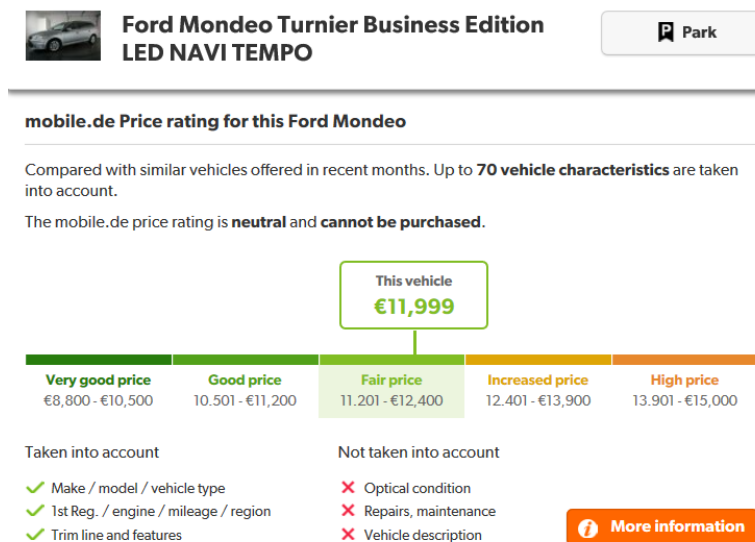 Ford Mondeo Turnier Business Edition
LED NAVI TEMPO
Park
mobile.de Price rating for this Ford Mondeo
Compared with similar vehicles offered in recent months. Up to 70 vehicle characteristics are taken
into account.
The mobile.de price rating is neutral and cannot be purchased.
This vehicle
€11,999
Very good price
€8,800 - €10,500
Good price
10.501 - €11,200
Fair price
11.201 - €12,400
Increased price
12.401 - €13,900
High price
13.901 - €15,000
Taken into account
Make / model / vehicle type
1st Reg. / engine / mileage / region
Trim line and features
Not taken into account
Optical condition
Repairs, maintenance
Vehicle description
More information